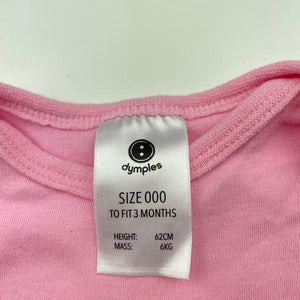 dymples
SIZE 000
TO FIT 3 MONTHS
HEIGHT: 62CM
MASS: 6KG